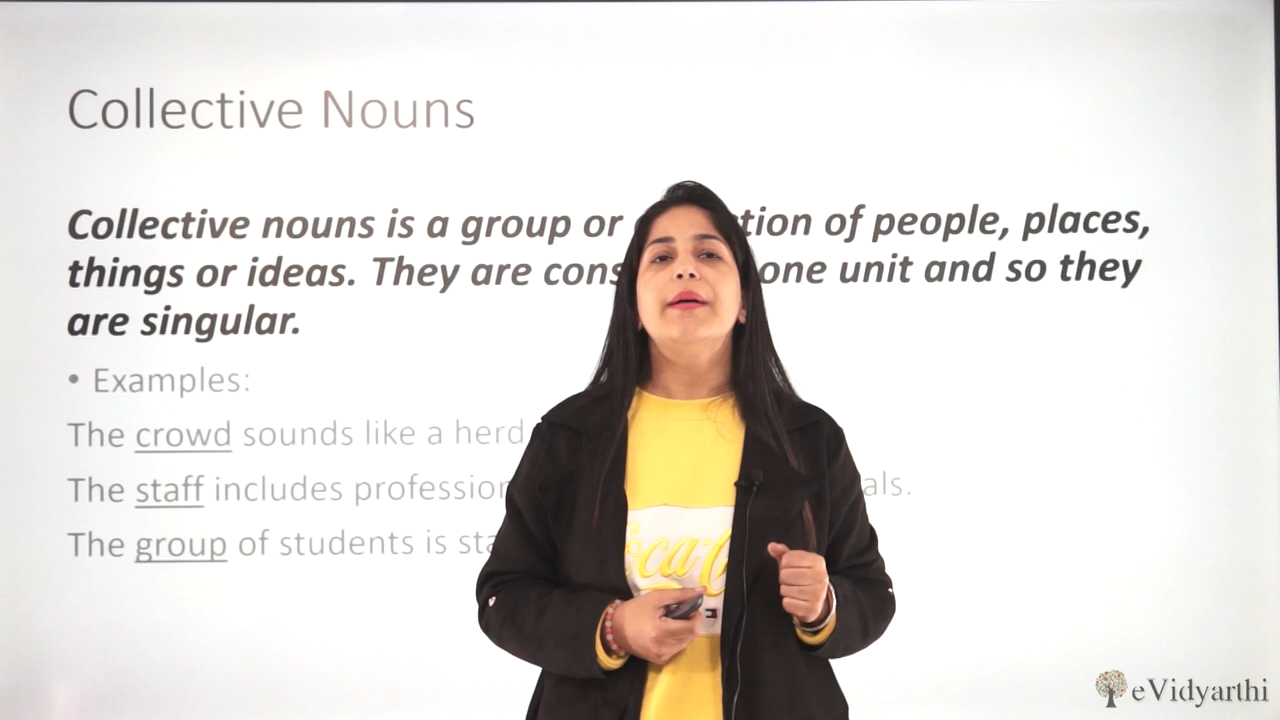 Collective Nouns
Collective nouns is a group or tion of people, places,
things or ideas. They are cons one unit and so they
are singular.
• Examples:
The crowd sounds like a herd
The staff includes profession als.
The group of students is sta
eVidyarthi